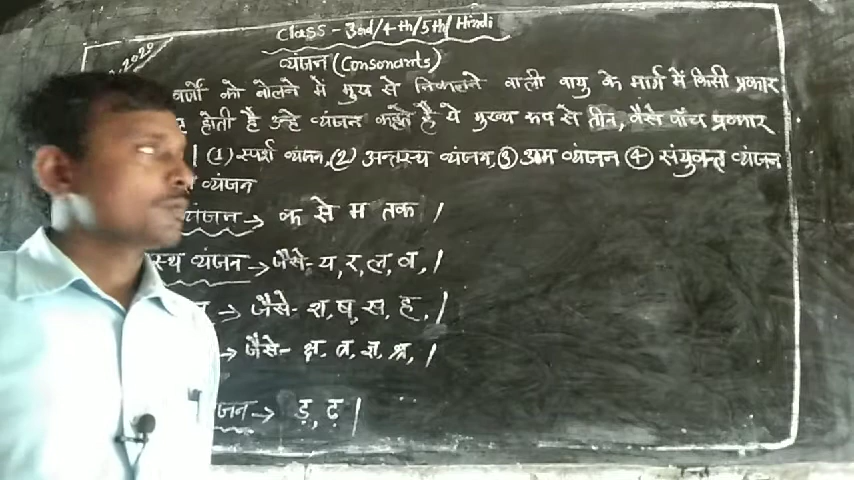 Class - 3rd/4th/5th/Hindi
.2020
व्यंजन (Consonants)
वर्णो को बोलने में मुख से निकलने वाली वायु के मार्ग में किसी प्रकार
होती है उन्हे व्यंजन कहते है ये मुख्य रूप से तीन, वैसे पाँच प्रकार
(1) स्पर्श व्यंजन, (2) अन्तस्थ व्यंजन, ③ व्यंजन ④ संयुक्त व्यंजन
व्यंजन
व्यंजन → क से म तक |
स्थ व्यंजन → जैसे- य, र, ल, व, |
→ जैसे- श, ष, स, ह, |
→ जैसे- क्ष, त्र, ज्ञ, श्र, |
जन → ड़, ढ़ |